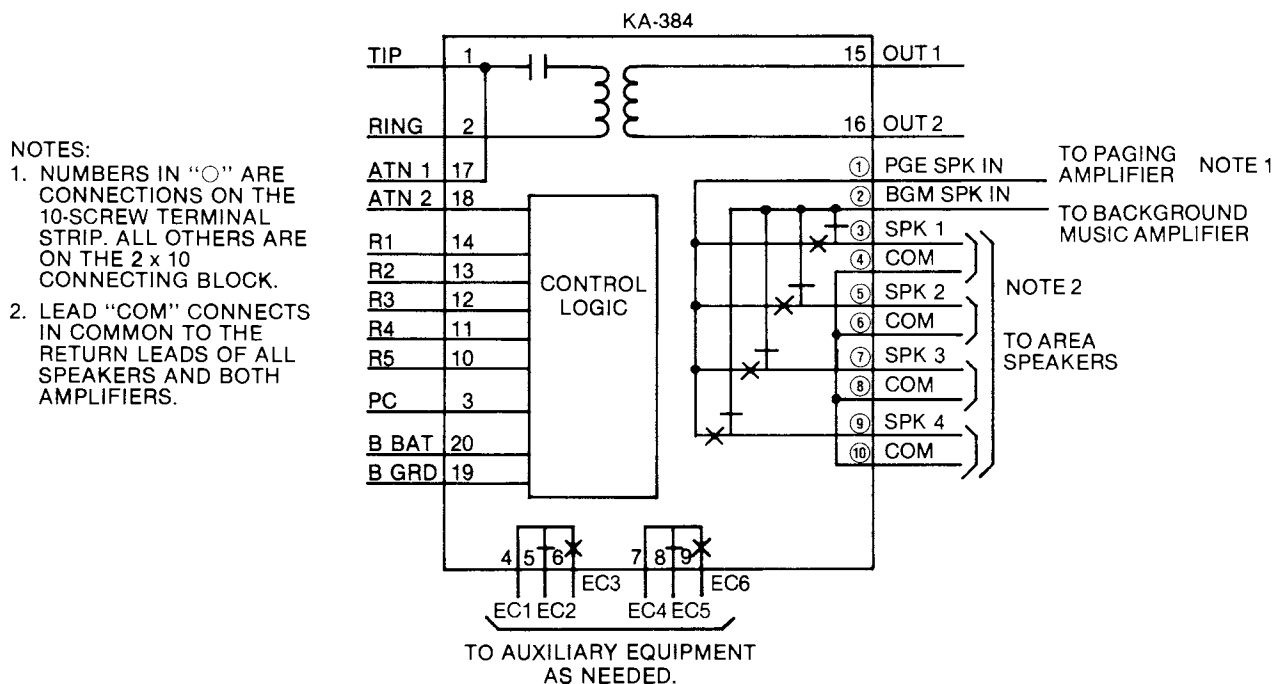 KA-384
TIP 1
15 OUT 1
RING 2
16 OUT 2
ATN 1 17
ATN 2 18
R1 14
R2 13
R3 12
R4 11
R5 10
PC 3
B BAT 20
B GRD 19
CONTROL
LOGIC
① PGE SPK IN
② BGM SPK IN
③ SPK 1
④ COM
⑤ SPK 2
⑥ COM
⑦ SPK 3
⑧ COM
⑨ SPK 4
⑩ COM
TO PAGING
AMPLIFIER
NOTE 1
TO BACKGROUND
MUSIC AMPLIFIER
NOTE 2
TO AREA
SPEAKERS
NOTES:
1. NUMBERS IN "○" ARE
CONNECTIONS ON THE
10-SCREW TERMINAL
STRIP. ALL OTHERS ARE
ON THE 2 x 10
CONNECTING BLOCK.
2. LEAD "COM" CONNECTS
IN COMMON TO THE
RETURN LEADS OF ALL
SPEAKERS AND BOTH
AMPLIFIERS.
4 5 6
7 8 9
EC3
EC6
EC1 EC2
EC4 EC5
TO AUXILIARY EQUIPMENT
AS NEEDED.